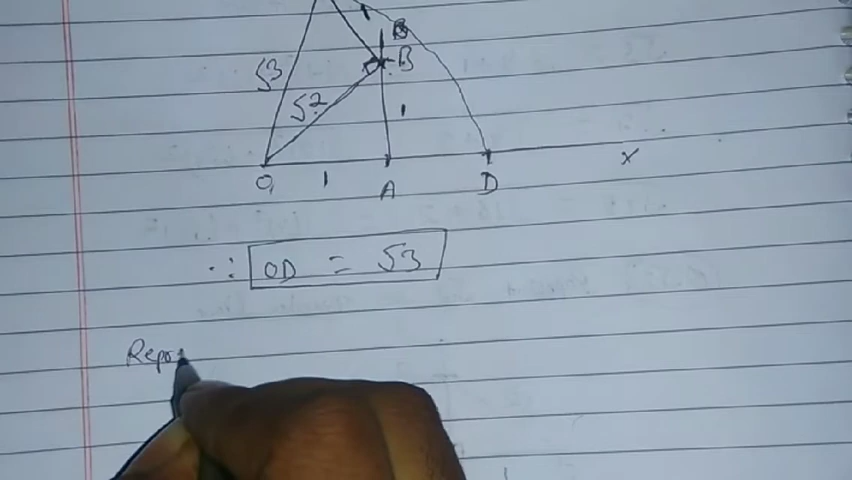 √3
B
√2
1
1
O
A
D
X
∴ OD = √3
Repr